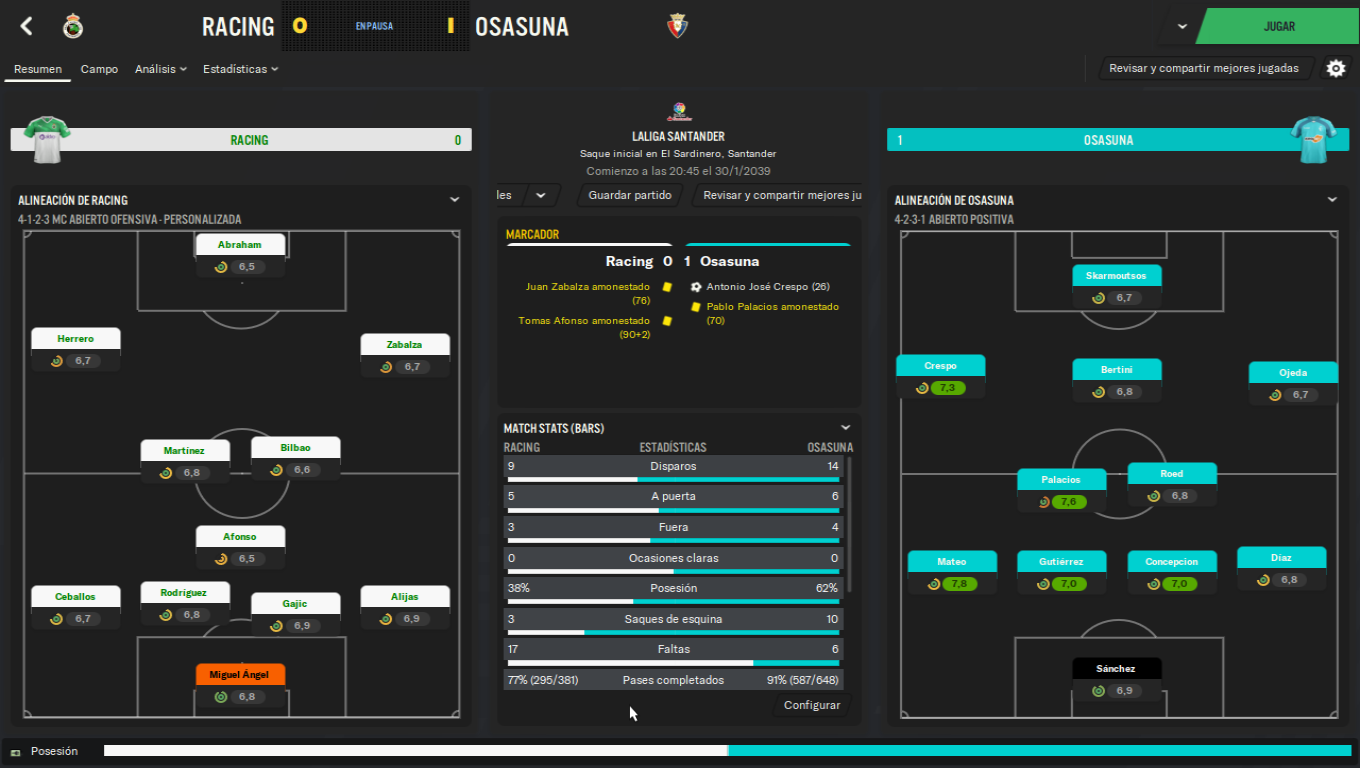 RACING 0 EN PAUSA 1 OSASUNA
JUGAR
Resumen Campo Análisis Estadísticas
Revisar y compartir mejores jugadas
RACING 0
ALINEACIÓN DE RACING
4-1-2-3 MC ABIERTO OFENSIVA - PERSONALIZADA
Abraham
6,5
Herrero
6,7
Zabalza
6,7
Martínez
6,8
Bilbao
6,6
Afonso
6,5
Ceballos
6,7
Rodríguez
6,8
Gajic
6,9
Alijas
6,9
Miguel Ángel
6,8
LALIGA SANTANDER
Saque inicial en El Sardinero, Santander
Comienzo a las 20:45 el 30/1/2039
les
Guardar partido
Revisar y compartir mejores ju
MARCADOR
Racing 0 1 Osasuna
Juan Zabalza amonestado
(76)
Tomas Afonso amonestado
(90+2)
Antonio José Crespo (26)
Pablo Palacios amonestado
(70)
MATCH STATS (BARS)
RACING ESTADÍSTICAS OSASUNA
9 Disparos 14
5 A puerta 6
3 Fuera 4
0 Ocasiones claras 0
38% Posesión 62%
3 Saques de esquina 10
17 Faltas 6
77% (295/381) Pases completados 91% (587/648)
Configurar
1 OSASUNA
ALINEACIÓN DE OSASUNA
4-2-3-1 ABIERTO POSITIVA
Skarmoutsos
6,7
Crespo
7,3
Bertini
6,8
Ojeda
6,7
Palacios
7,6
Roed
6,8
Mateo
7,8
Gutiérrez
7,0
Concepcion
7,0
Díaz
6,8
Sánchez
6,9
Posesión